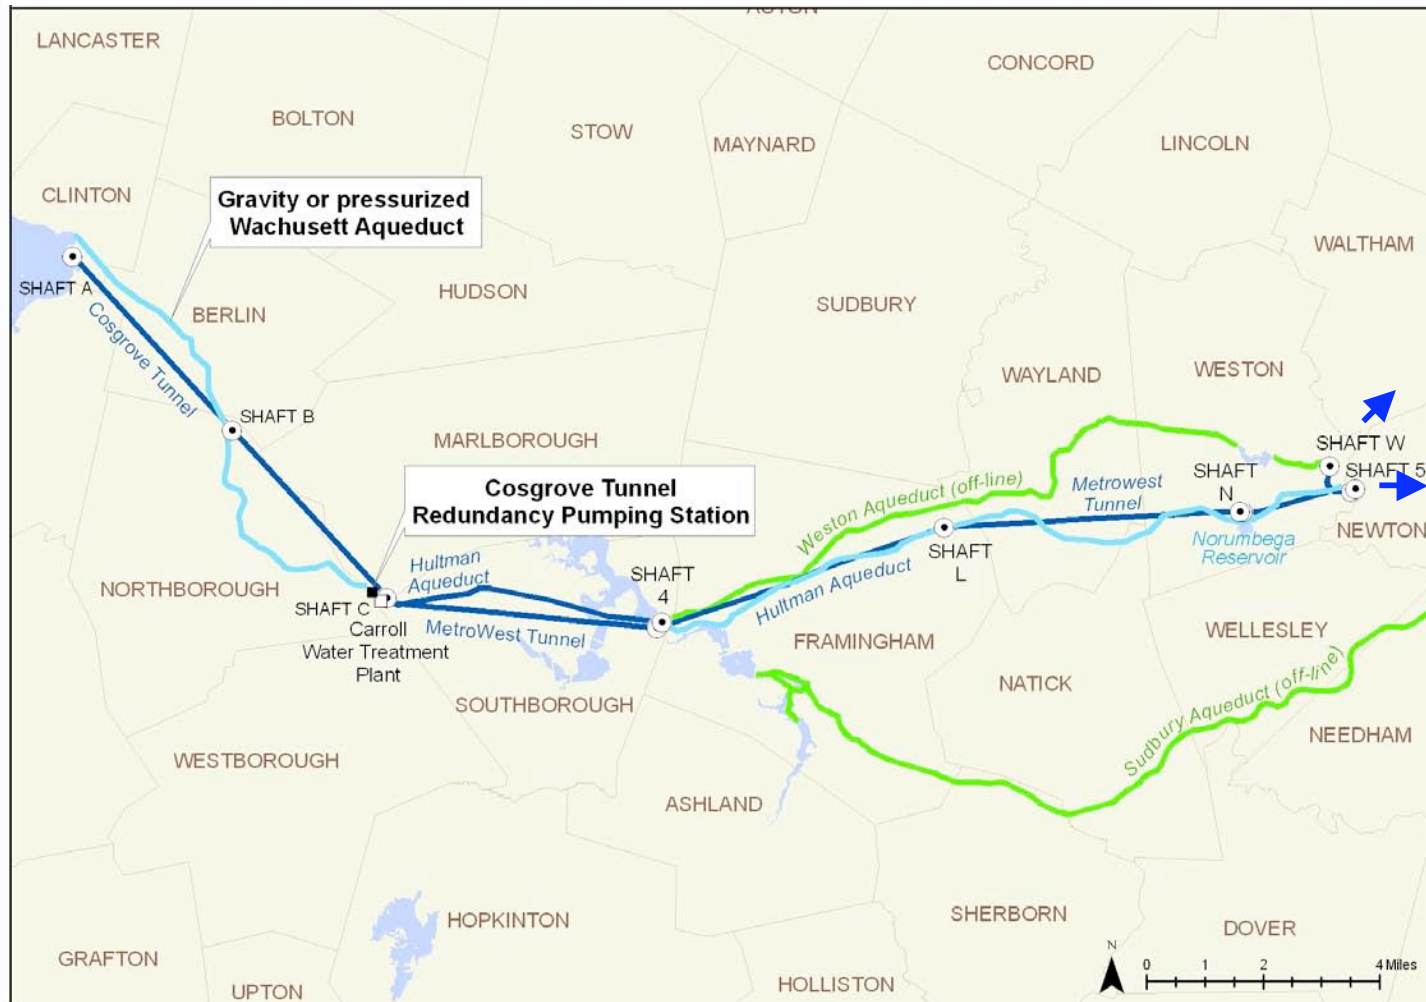 ACTON
LANCASTER
CONCORD
BOLTON
STOW
MAYNARD
LINCOLN
CLINTON
Gravity or pressurized
Wachusett Aqueduct
WALTHAM
SHAFT A
HUDSON
SUDBURY
BERLIN
Cosgrove Tunnel
WAYLAND
WESTON
SHAFT B
MARLBOROUGH
SHAFT W
SHAFT 5
SHAFT
N
Cosgrove Tunnel
Redundancy Pumping Station
Weston Aqueduct (off-line)
Metrowest
Tunnel
NEWTON
Norumbega
Reservoir
SHAFT
L
Hultman
Aqueduct
SHAFT
4
Hultman Aqueduct
NORTHBOROUGH
SHAFT C
Carroll
Water Treatment
Plant
MetroWest Tunnel
FRAMINGHAM
WELLESLEY
NATICK
SOUTHBOROUGH
Sudbury Aqueduct (off-line)
NEEDHAM
WESTBOROUGH
ASHLAND
HOPKINTON
SHERBORN
DOVER
GRAFTON
UPTON
HOLLISTON
N
0 1 2 4 Miles